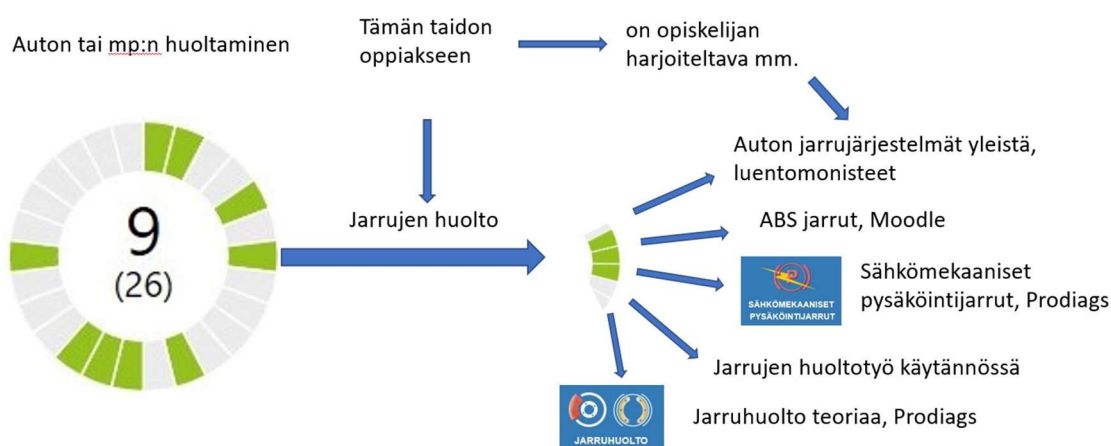 Auton tai mp:n huoltaminen
Tämän taidon
oppiakseen
on opiskelijan
harjoiteltava mm.
9
(26)
Jarrujen huolto
Auton jarrujärjestelmät yleistä,
luentomonisteet
ABS jarrut, Moodle
SÄHKÖMEKAANISET
PYSÄKÖINTIJARRUT
Sähkömekaaniset
pysäköintijarrut, Prodiags
Jarrujen huoltotyö käytännössä
JARRUHUOLTO
Jarruhuolto teoriaa, Prodiags